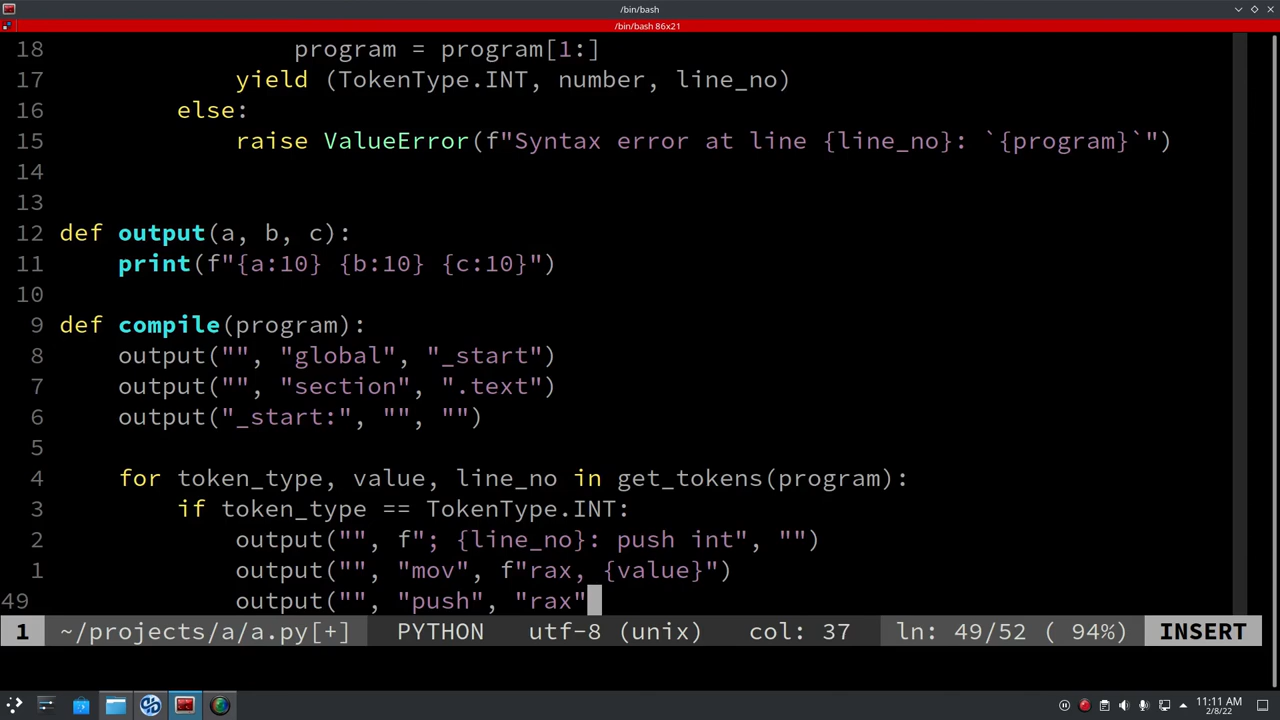 /bin/bash
/bin/bash 86x21
18                 program = program[1:]
17             yield (TokenType.INT, number, line_no)
16         else:
15             raise ValueError(f"Syntax error at line {line_no}: `{program}`")
14
13
12 def output(a, b, c):
11     print(f"{a:10} {b:10} {c:10}")
10
9 def compile(program):
8     output("", "global", "_start")
7     output("", "section", ".text")
6     output("_start:", "", "")
5
4     for token_type, value, line_no in get_tokens(program):
3         if token_type == TokenType.INT:
2             output("", f"; {line_no}: push int", "")
1             output("", "mov", f"rax, {value}")
49             output("", "push", "rax"
1 ~/projects/a/a.py[+] PYTHON utf-8 (unix) col: 37 ln: 49/52 ( 94%) INSERT
11:11 AM
2/8/22